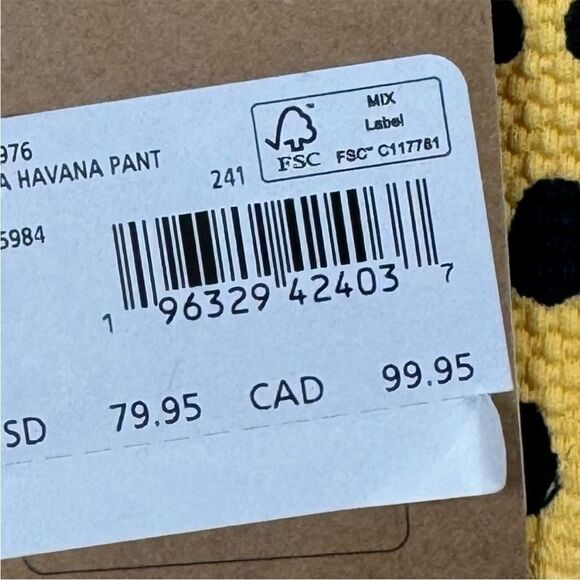 976
A HAVANA PANT
241
MIX
Label
FSC
FSC™ C117781
5984
1 96329 42403 7
SD 79.95 CAD 99.95